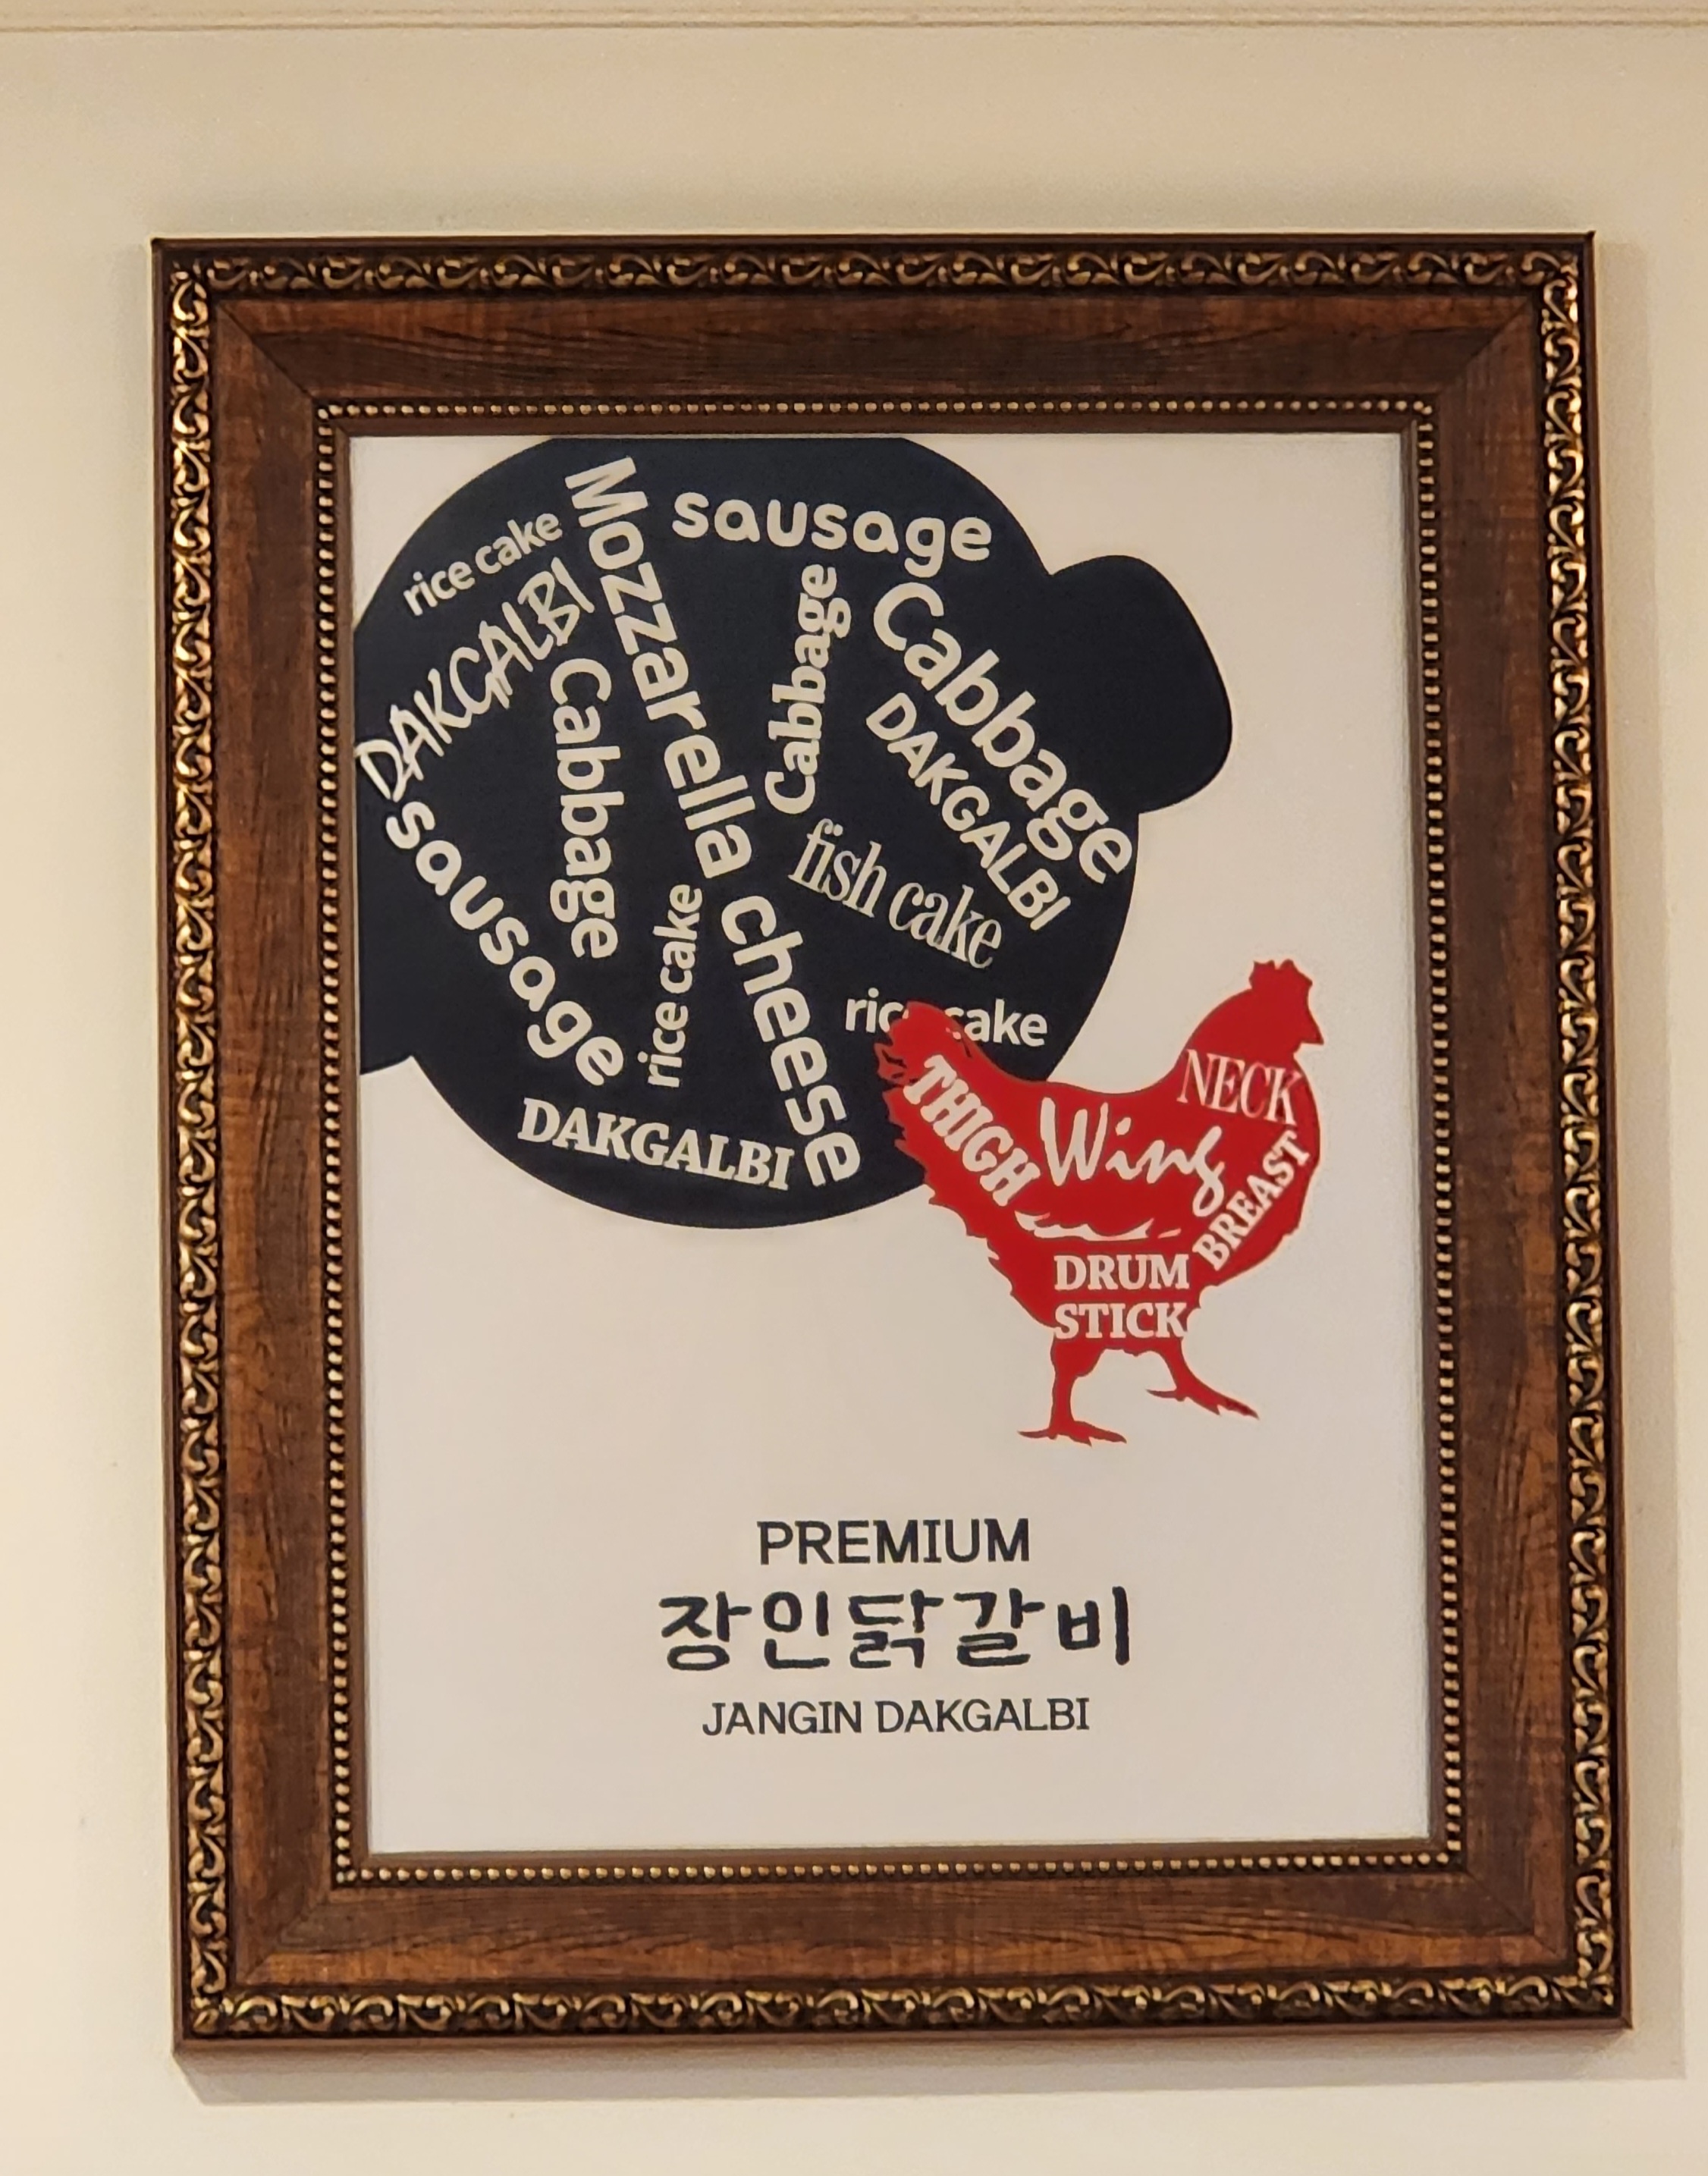 rice cake
Mozzarella cheese
sausage
DAKGALBI
Cabbage
Cabbage
Cabbage
DAKGALBI
sausage
fish cake
rice cake
rice cake
DAKGALBI
NECK
THIGH
Wing
BREAST
DRUM
STICK
PREMIUM
장인닭갈비
JANGIN DAKGALBI